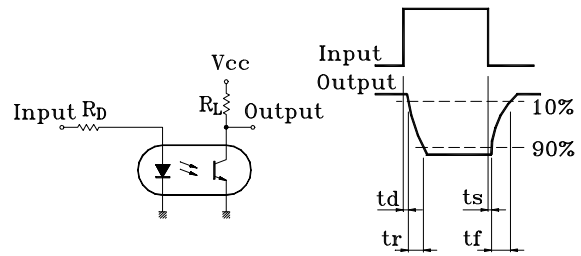 Vcc
Input RD
RL
Output
Input
Output
10%
90%
td
ts
tr
tf